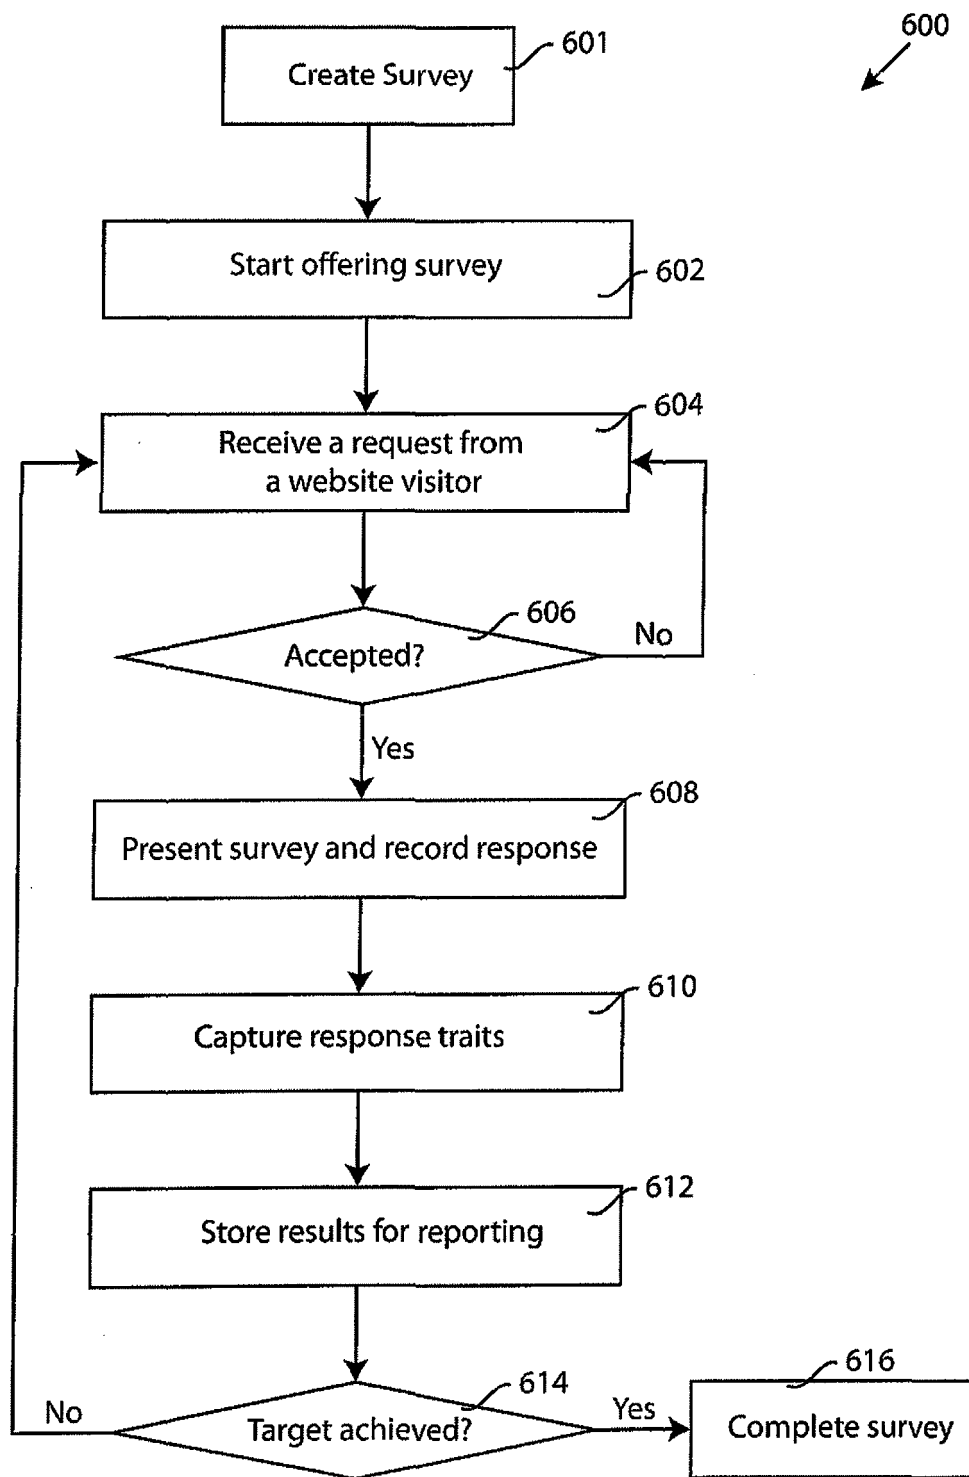 600
601
Create Survey
Start offering survey
602
604
Receive a request from
a website visitor
606
Accepted?
No
Yes
608
Present survey and record response
610
Capture response traits
612
Store results for reporting
614
616
No
Target achieved?
Yes
Complete survey